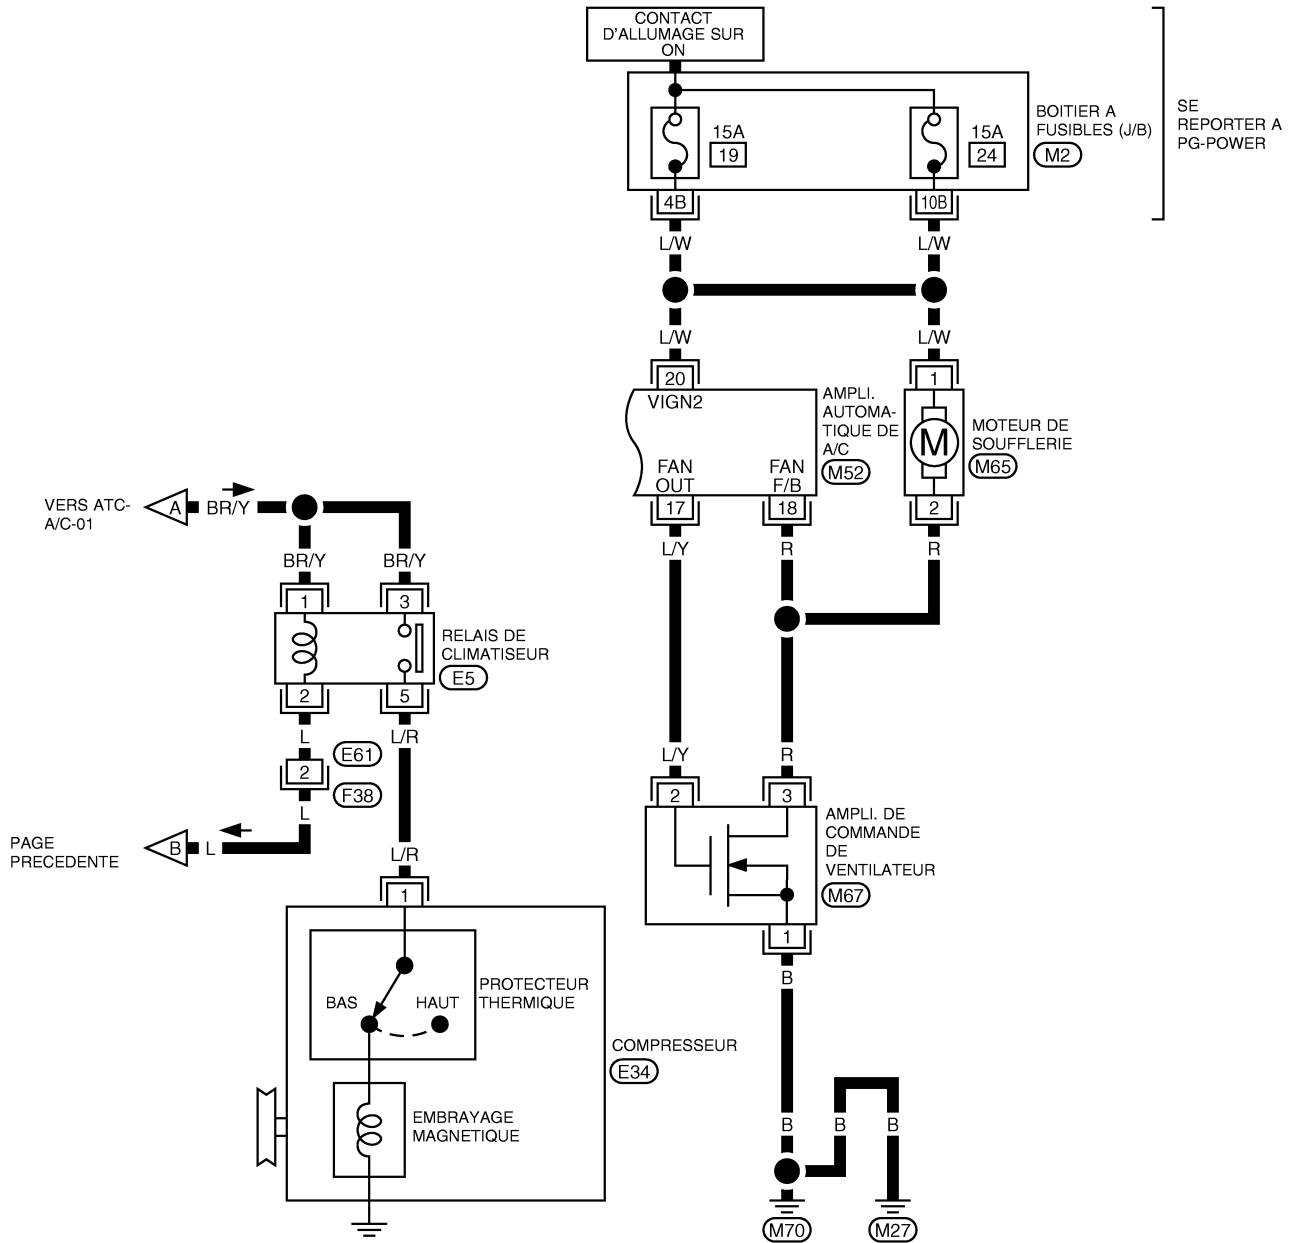 CONTACT
D'ALLUMAGE SUR
ON
15A
19
15A
24
BOITIER A
FUSIBLES (J/B)
M2
SE
REPORTER A
PG-POWER
4B
10B
L/W
L/W
L/W
L/W
20
1
VIGN2
AMPLI.
AUTOMA-
TIQUE DE
A/C
M52
M
MOTEUR DE
SOUFFLERIE
M65
FAN
OUT
FAN
F/B
17
18
2
L/Y
R
R
VERS ATC-
A/C-01
A
BR/Y
BR/Y
BR/Y
1
3
RELAIS DE
CLIMATISEUR
E5
2
5
L
L/R
E61
2
F38
L
PAGE
PRECEDENTE
B
L
L/R
1
L/Y
R
2
3
AMPLI. DE
COMMANDE
DE
VENTILATEUR
M67
1
B
PROTECTEUR
THERMIQUE
BAS
HAUT
COMPRESSEUR
E34
EMBRAYAGE
MAGNETIQUE
B
B
B
M70
M27